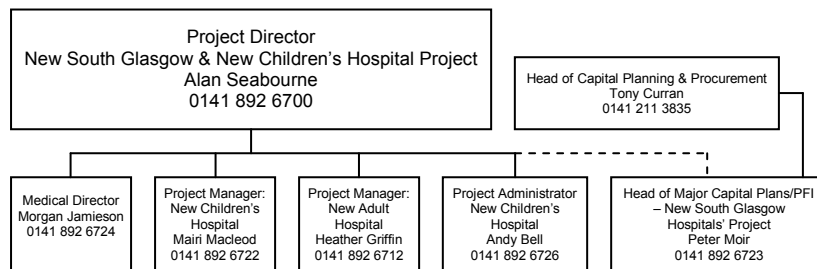 Project Director
New South Glasgow & New Children's Hospital Project
Alan Seabourne
0141 892 6700
Head of Capital Planning & Procurement
Tony Curran
0141 211 3835
Medical Director
Morgan Jamieson
0141 892 6724
Project Manager:
New Children's
Hospital
Mairi Macleod
0141 892 6722
Project Manager:
New Adult
Hospital
Heather Griffin
0141 892 6712
Project Administrator
New Children's
Hospital
Andy Bell
0141 892 6726
Head of Major Capital Plans/PFI
– New South Glasgow
Hospitals' Project
Peter Moir
0141 892 6723